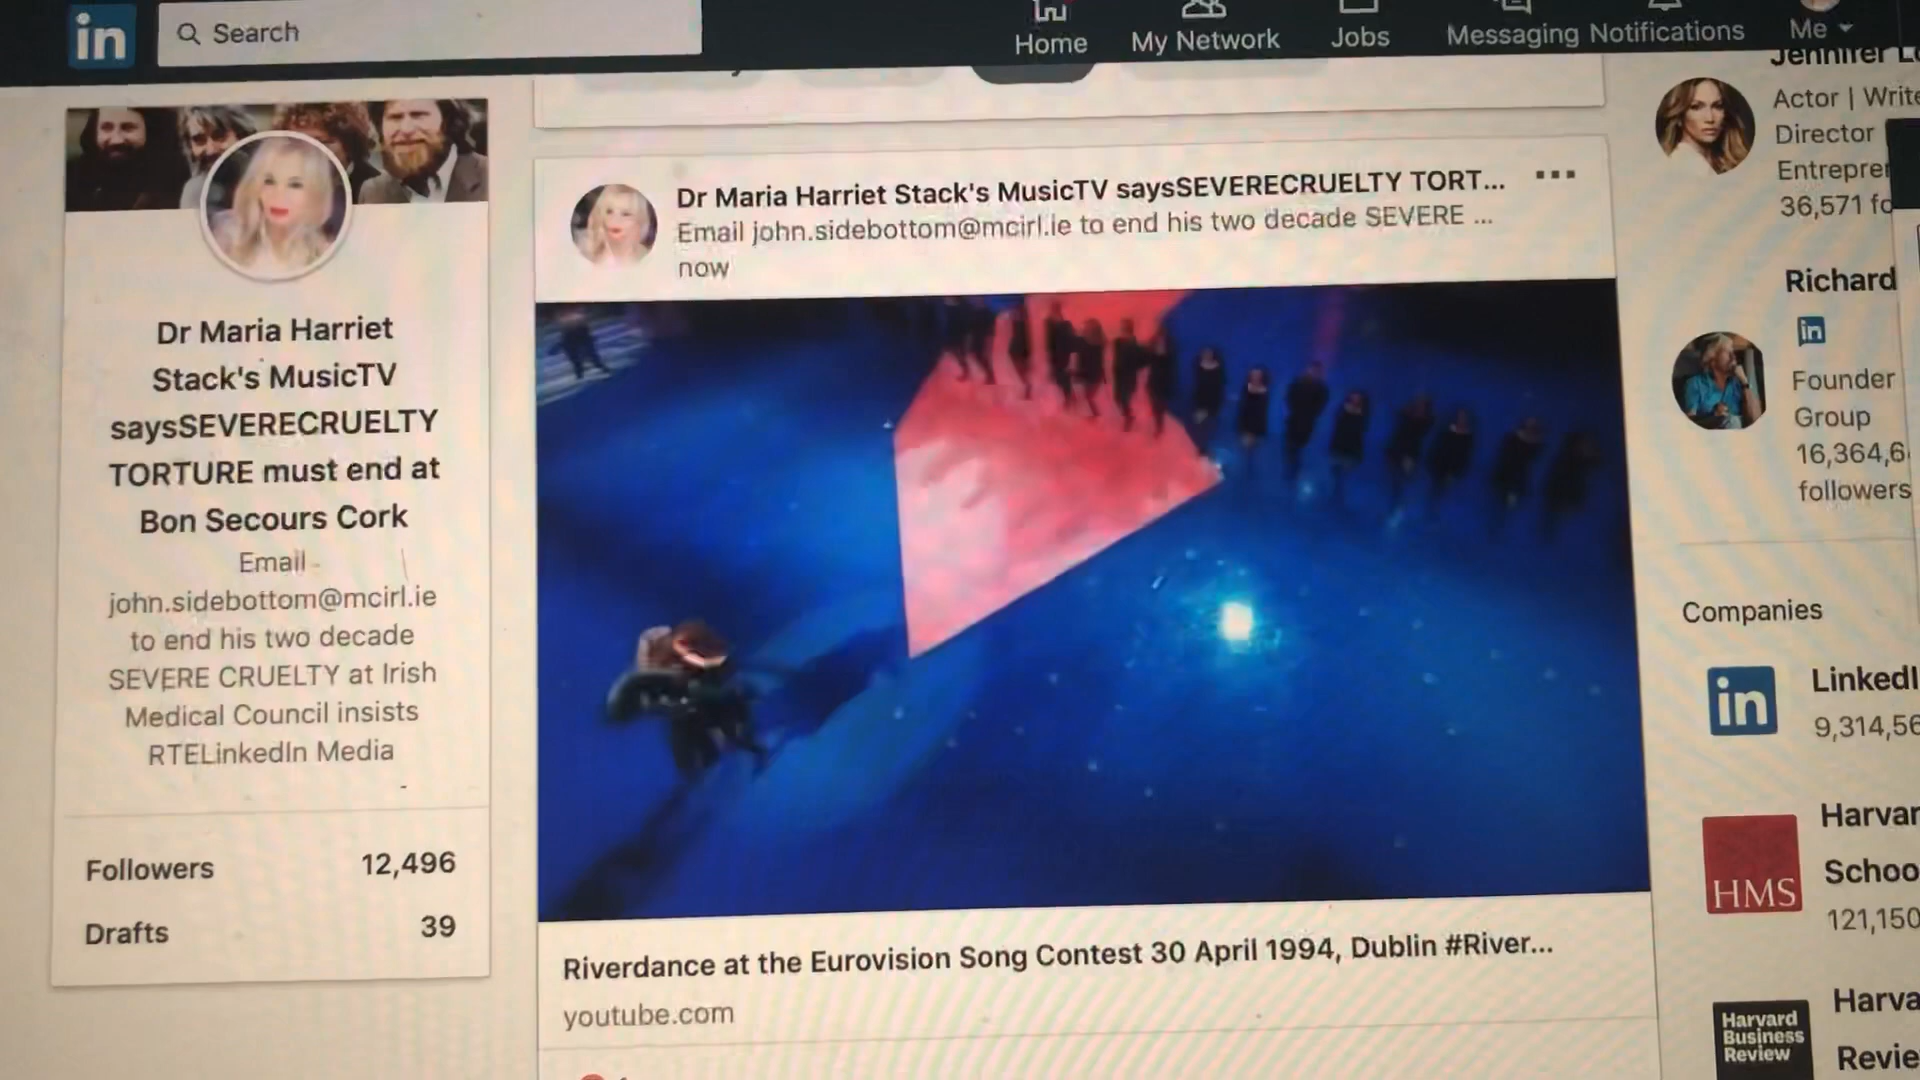 in
Search
Home
My Network
Jobs
Messaging
Notifications
Me
Dr Maria Harriet
Stack's MusicTV
saysSEVERECRUELTY
TORTURE must end at
Bon Secours Cork
Email
john.sidebottom@mcirl.ie
to end his two decade
SEVERE CRUELTY at Irish
Medical Council insists
RTELinkedIn Media
Followers 12,496
Drafts 39
Dr Maria Harriet Stack's MusicTV saysSEVERECRUELTY TORT...
Email john.sidebottom@mcirl.ie to end his two decade SEVERE ...
now
Riverdance at the Eurovision Song Contest 30 April 1994, Dublin #River...
youtube.com
Jennifer
Actor | Write
Director
Entreprer
36,571 fo
Richard
in
Founder
Group
16,364,6
followers
Companies
in
LinkedI
9,314,56
HMS
Harvar
Schoo
121,150
Harvard
Business
Review
Harva
Revie